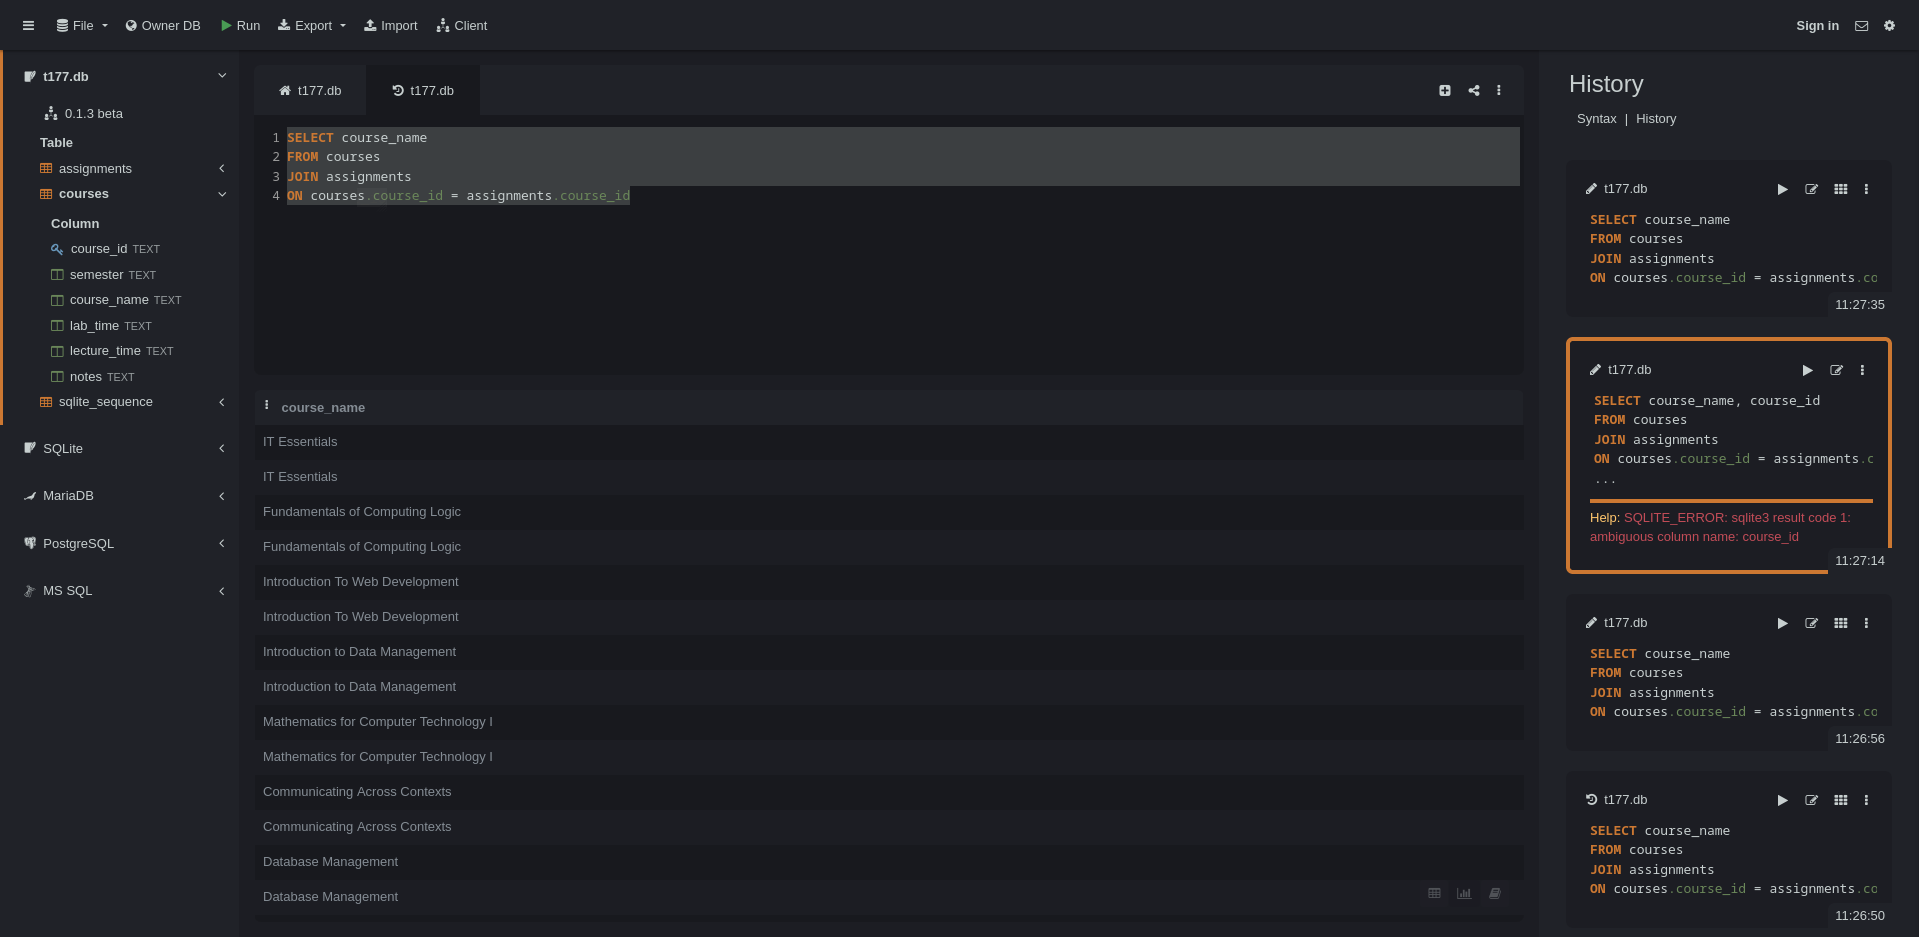 File Owner DB Run Export Import Client Sign in
t177.db
0.1.3 beta
Table
assignments
courses
Column
course_id TEXT
semester TEXT
course_name TEXT
lab_time TEXT
lecture_time TEXT
notes TEXT
sqlite_sequence
SQLite
MariaDB
PostgreSQL
MS SQL
t177.db t177.db
1 SELECT course_name
2 FROM courses
3 JOIN assignments
4 ON courses.course_id = assignments.course_id
course_name
IT Essentials
IT Essentials
Fundamentals of Computing Logic
Fundamentals of Computing Logic
Introduction To Web Development
Introduction To Web Development
Introduction to Data Management
Introduction to Data Management
Mathematics for Computer Technology I
Mathematics for Computer Technology I
Communicating Across Contexts
Communicating Across Contexts
Database Management
Database Management
History
Syntax | History
t177.db
SELECT course_name
FROM courses
JOIN assignments
ON courses.course_id = assignments.co
11:27:35
t177.db
SELECT course_name, course_id
FROM courses
JOIN assignments
ON courses.course_id = assignments.c
...
Help: SQLITE_ERROR: sqlite3 result code 1:
ambiguous column name: course_id
11:27:14
t177.db
SELECT course_name
FROM courses
JOIN assignments
ON courses.course_id = assignments.co
11:26:56
t177.db
SELECT course_name
FROM courses
JOIN assignments
ON courses.course_id = assignments.co
11:26:50